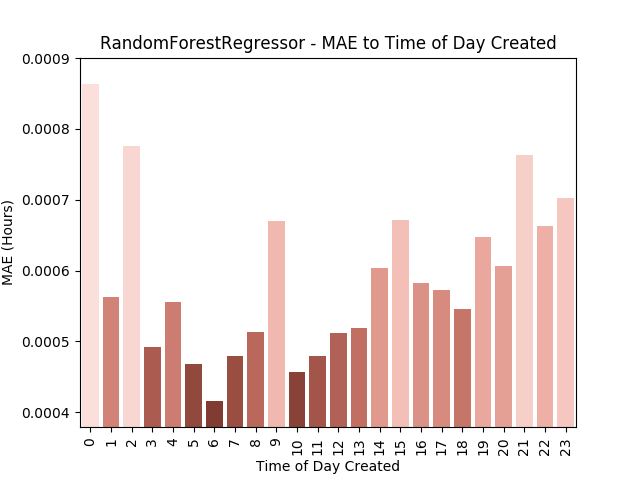 RandomForestRegressor - MAE to Time of Day Created
0.0009
0.0008
0.0007
0.0006
0.0005
0.0004
MAE (Hours)
0 1 2 3 4 5 6 7 8 9 10 11 12 13 14 15 16 17 18 19 20 21 22 23
Time of Day Created